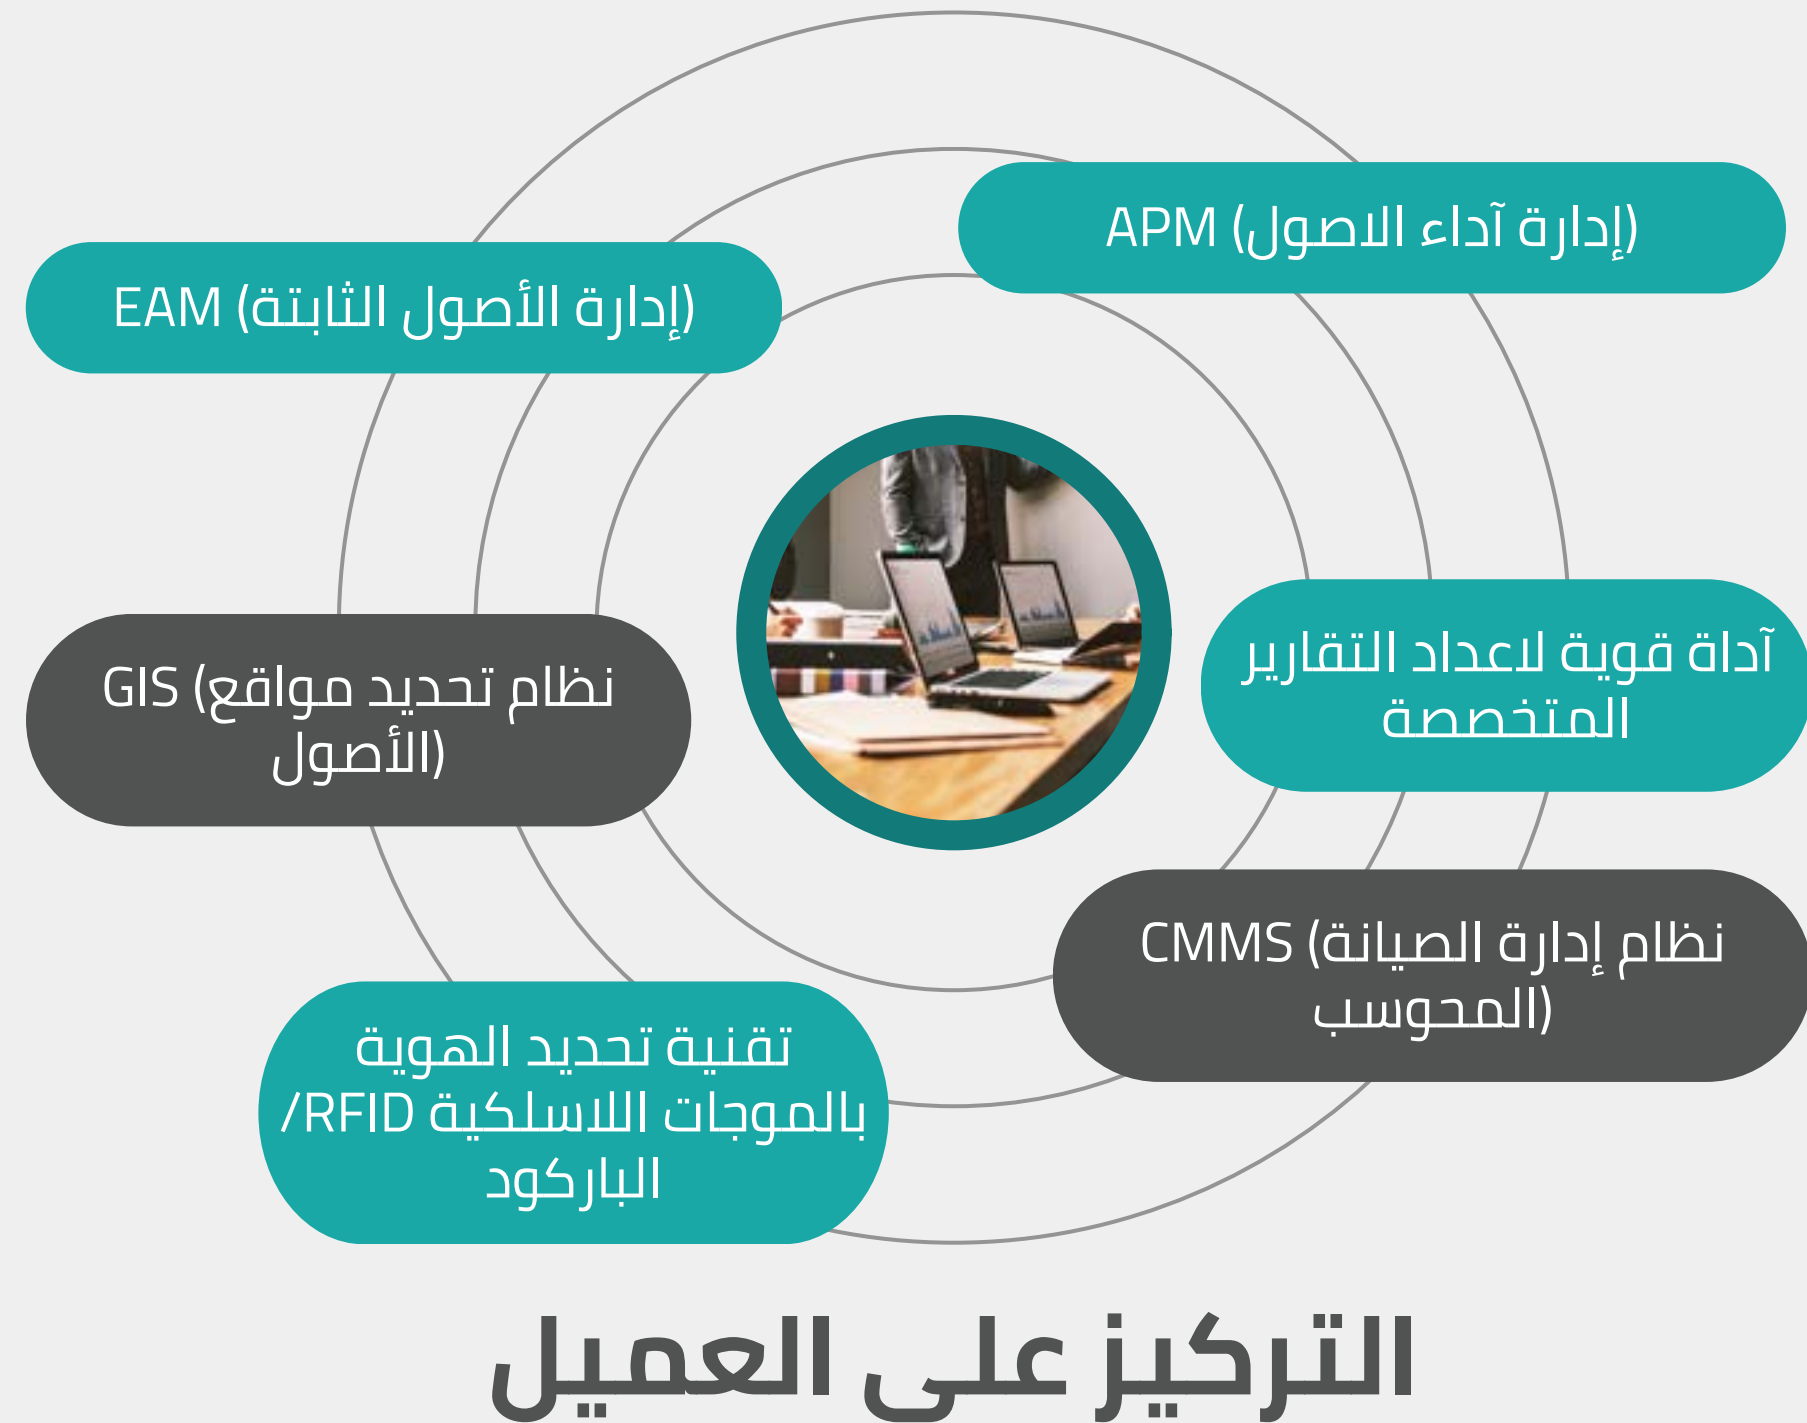 APM (إدارة آداء الاصول)
EAM (إدارة الأصول الثابتة)
آداة قوية لاعداد التقارير
المتخصصة
GIS (نظام تحديد مواقع
الأصول)
CMMS (نظام إدارة الصيانة
المحوسب)
تقنية تحديد الهوية
بالموجات اللاسلكية RFID/
الباركود
التركيز على العميل